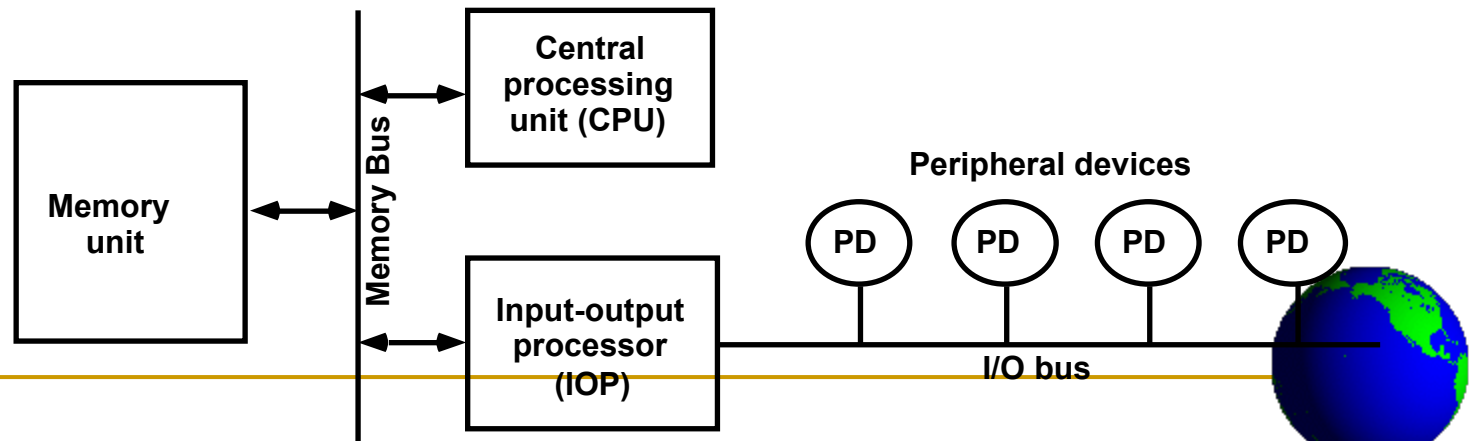 Central
processing
unit (CPU)
Memory
unit
Memory Bus
Peripheral devices
PD
PD
PD
PD
Input-output
processor
(IOP)
I/O bus